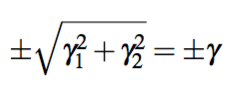 ±√(γ₁² + γ₂²) = ±γ